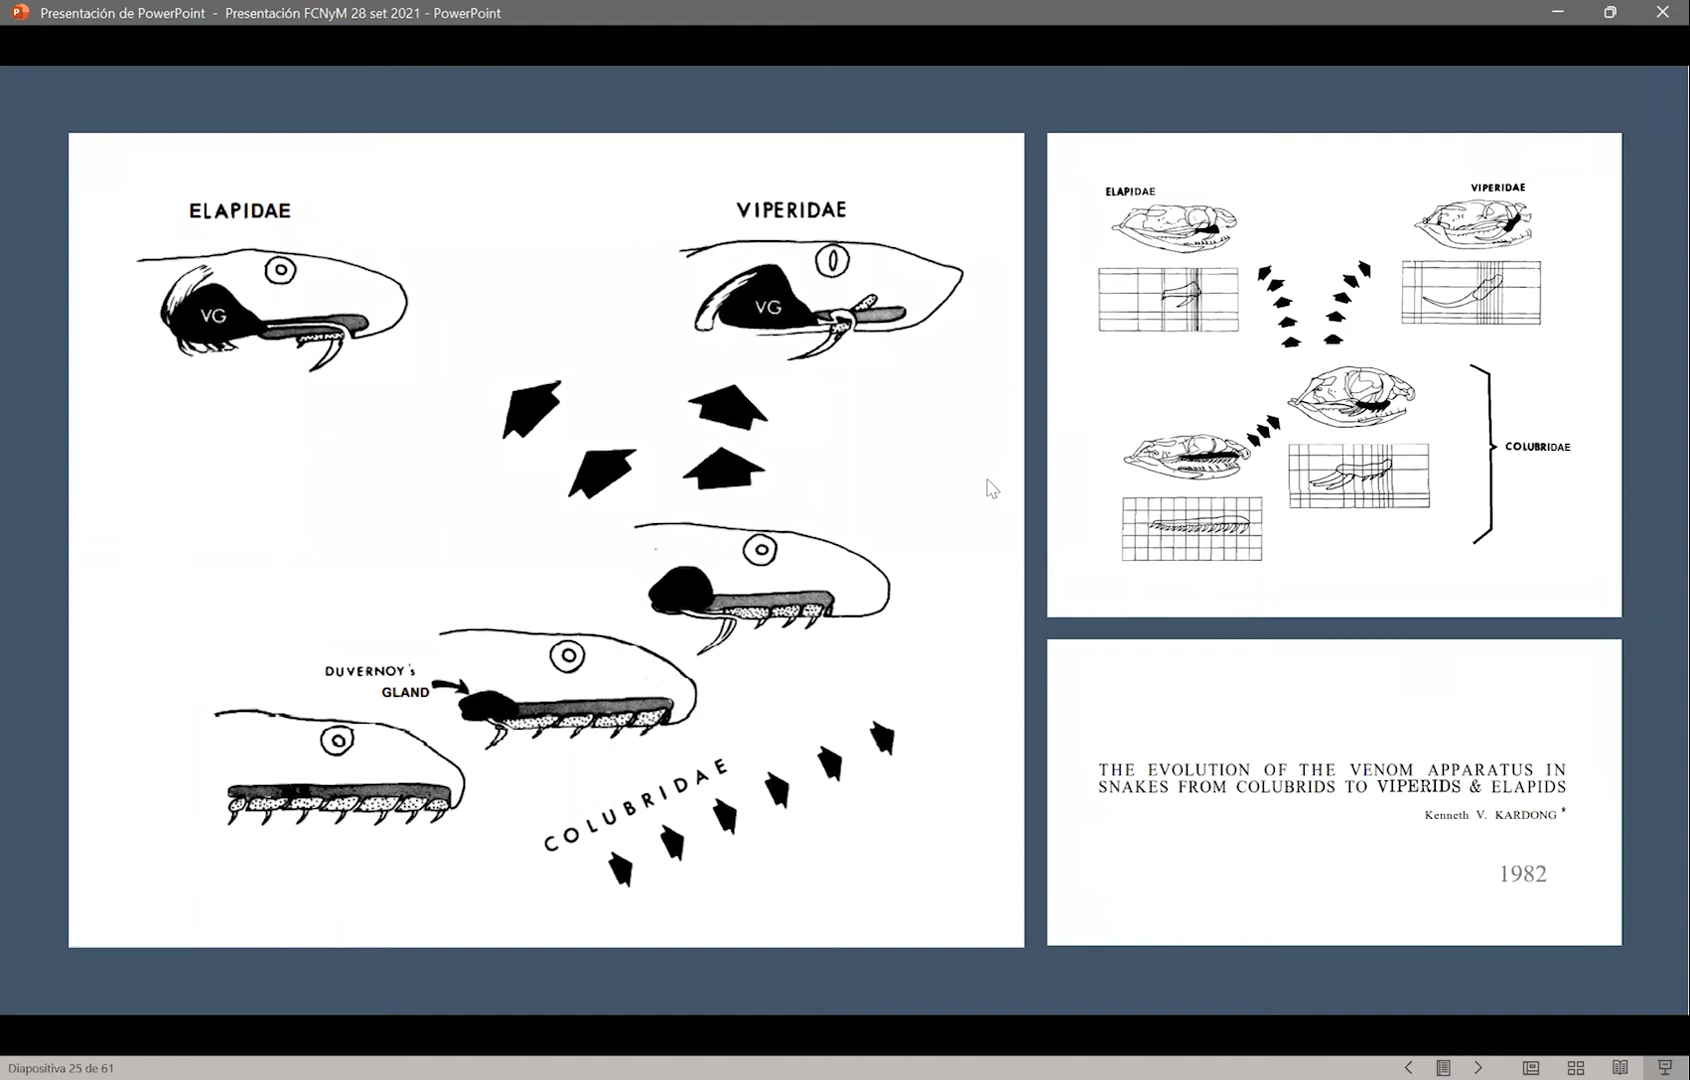 Presentación de PowerPoint - Presentación FCNyM 28 set 2021 - PowerPoint
ELAPIDAE
VIPERIDAE
VG
VG
DUVERNOY's
GLAND
COLUBRIDAE
ELAPIDAE
VIPERIDAE
COLUBRIDAE
THE EVOLUTION OF THE VENOM APPARATUS IN
SNAKES FROM COLUBRIDS TO VIPERIDS & ELAPIDS
Kenneth V. KARDONG *
1982
Diapositiva 25 de 61